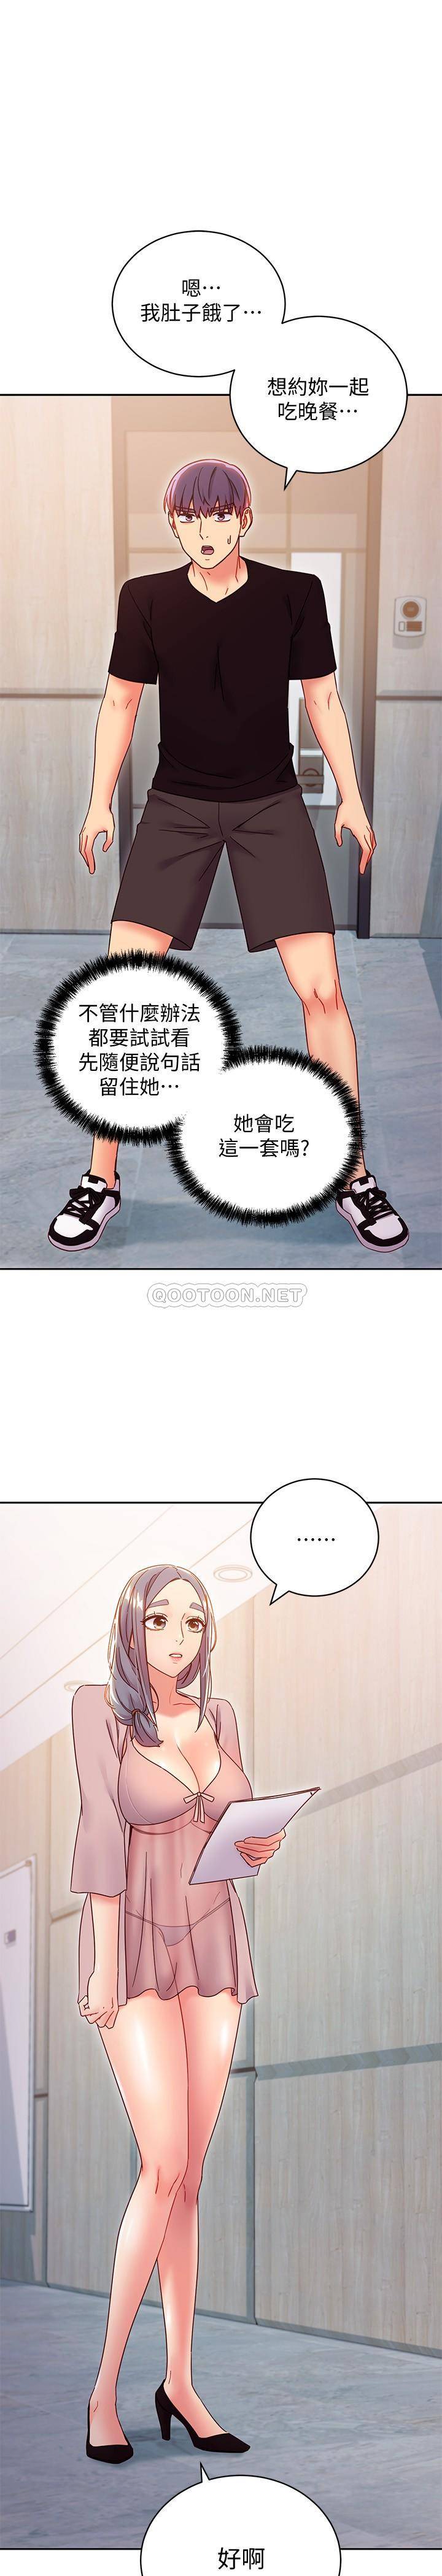 嗯…
我肚子餓了…
想約妳一起
吃晚餐…
不管什麼辦法
都要試試看
先隨便說句話
留住她…
她會吃
這一套嗎?
QOOTOON.NET
……
好啊